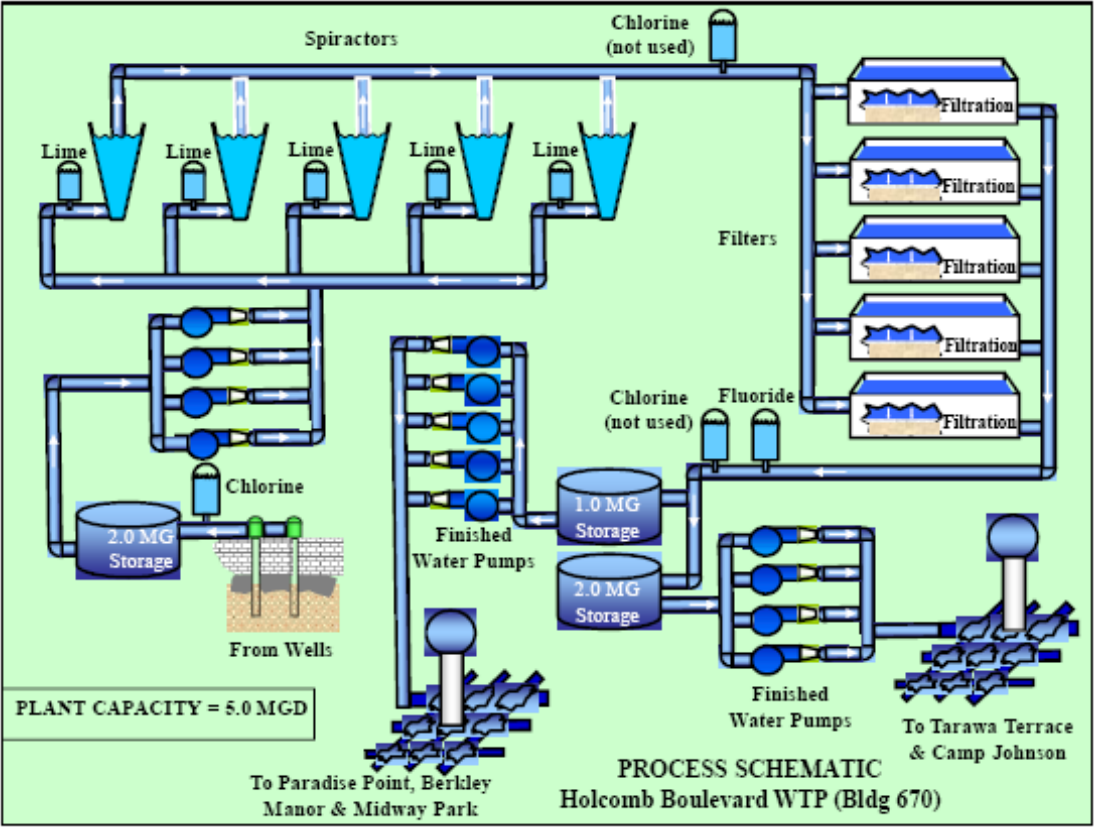 Spiractors
Chlorine
(not used)
Lime
Lime
Lime
Lime
Lime
Filtration
Filtration
Filtration
Filtration
Filtration
Filters
Chlorine
(not used)
Fluoride
Chlorine
2.0 MG
Storage
From Wells
1.0 MG
Storage
2.0 MG
Storage
Finished
Water Pumps
Finished
Water Pumps
PLANT CAPACITY = 5.0 MGD
To Paradise Point, Berkley
Manor & Midway Park
To Tarawa Terrace
& Camp Johnson
PROCESS SCHEMATIC
Holcomb Boulevard WTP (Bldg 670)